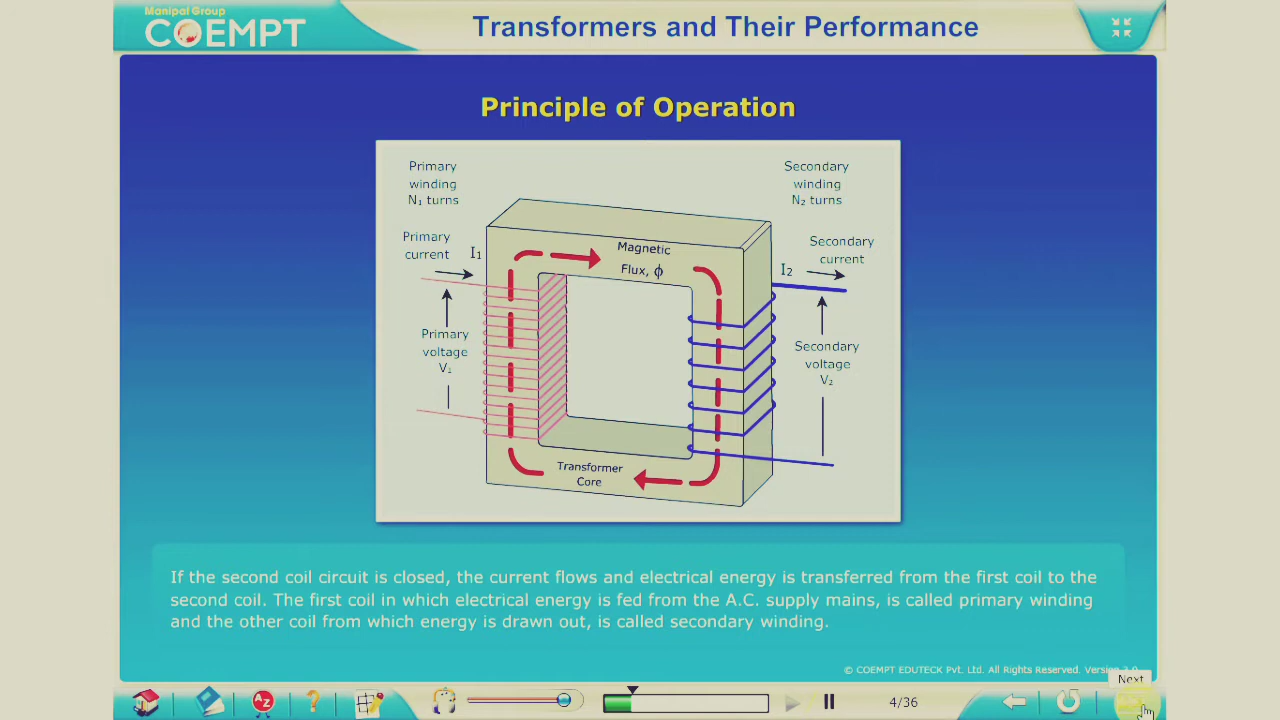 Manipal Group
COEMPT
Transformers and Their Performance
Principle of Operation
Primary
winding
N₁ turns
Secondary
winding
N₂ turns
Primary
current
I₁
Magnetic
Flux, ϕ
I₂
Secondary
current
Primary
voltage
V₁
Secondary
voltage
V₂
Transformer
Core
If the second coil circuit is closed, the current flows and electrical energy is transferred from the first coil to the
second coil. The first coil in which electrical energy is fed from the A.C. supply mains, is called primary winding
and the other coil from which energy is drawn out, is called secondary winding.
© COEMPT EDUTECK Pvt. Ltd. All Rights Reserved. Version
Next
AZ
?
4/36